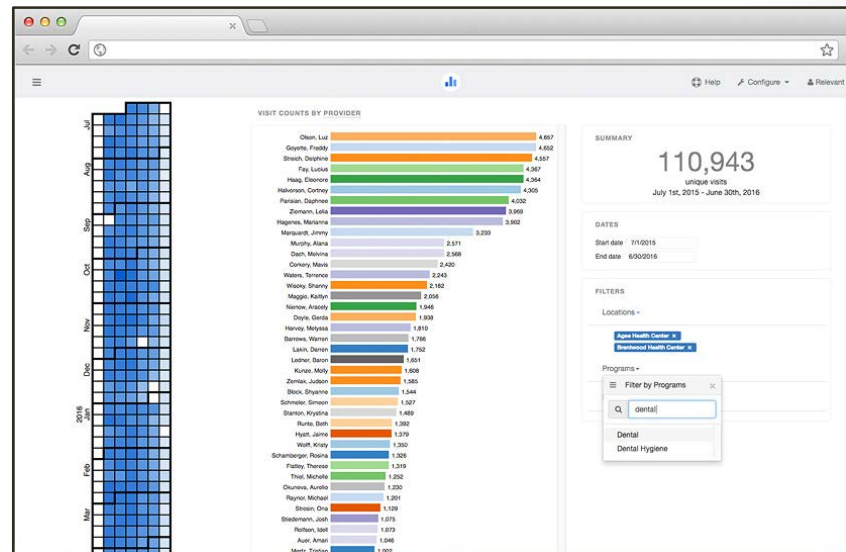 Help
Configure
Relevant
Jul
Aug
Sep
Oct
Nov
Dec
2016
Jan
Feb
Mar
VISIT COUNTS BY PROVIDER
Olson, Luz 4,657
Goyette, Freddy 4,652
Streich, Delphine 4,557
Fay, Lucius 4,367
Haag, Eleonore 4,364
Halvorson, Cortney 4,305
Parisian, Daphnee 4,032
Ziemann, Lelia 3,969
Hagenes, Marianna 3,902
Marquardt, Jimmy 3,233
Murphy, Alana 2,571
Dach, Melvina 2,568
Corkery, Mavis 2,420
Waters, Terrence 2,243
Wisoky, Shanny 2,162
Maggio, Kaitlyn 2,056
Nienow, Aracely 1,946
Doyle, Gerda 1,938
Harvey, Melyssa 1,810
Barrows, Warren 1,766
Lakin, Darren 1,752
Ledner, Baron 1,651
Kunze, Molly 1,608
Zemlak, Judson 1,585
Block, Shyanne 1,544
Schmeler, Simeon 1,527
Stanton, Krystina 1,489
Runte, Beth 1,392
Hyatt, Jaime 1,379
Wolff, Kristy 1,350
Schamberger, Rosina 1,326
Flatley, Therese 1,319
Thiel, Michelle 1,252
Okuneva, Aurelio 1,230
Raynor, Michael 1,201
Strosin, Ona 1,129
Stiedemann, Josh 1,075
Rolfson, Idell 1,073
Auer, Amari 1,046
Mertz, Tristian 1,002
SUMMARY
110,943
unique visits
July 1st, 2015 - June 30th, 2016
DATES
Start date 7/1/2015
End date 6/30/2016
FILTERS
Locations
Agea Health Center ×
Brentwood Health Center ×
Programs
Filter by Programs ×
dental
Dental
Dental Hygiene